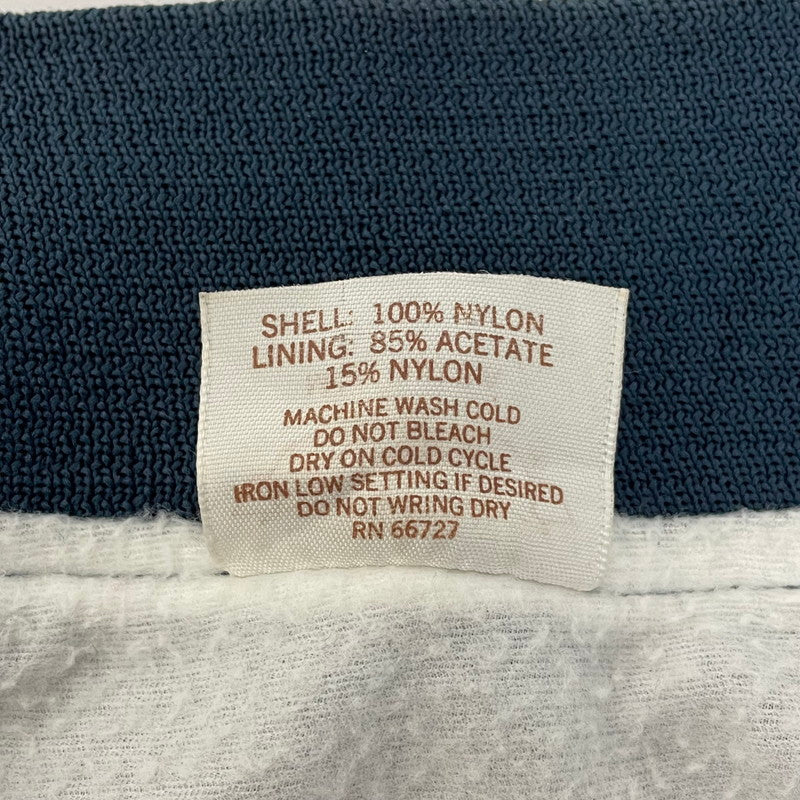 SHELL: 100% NYLON
LINING: 85% ACETATE
15% NYLON
MACHINE WASH COLD
DO NOT BLEACH
DRY ON COLD CYCLE
IRON LOW SETTING IF DESIRED
DO NOT WRING DRY
RN 66727